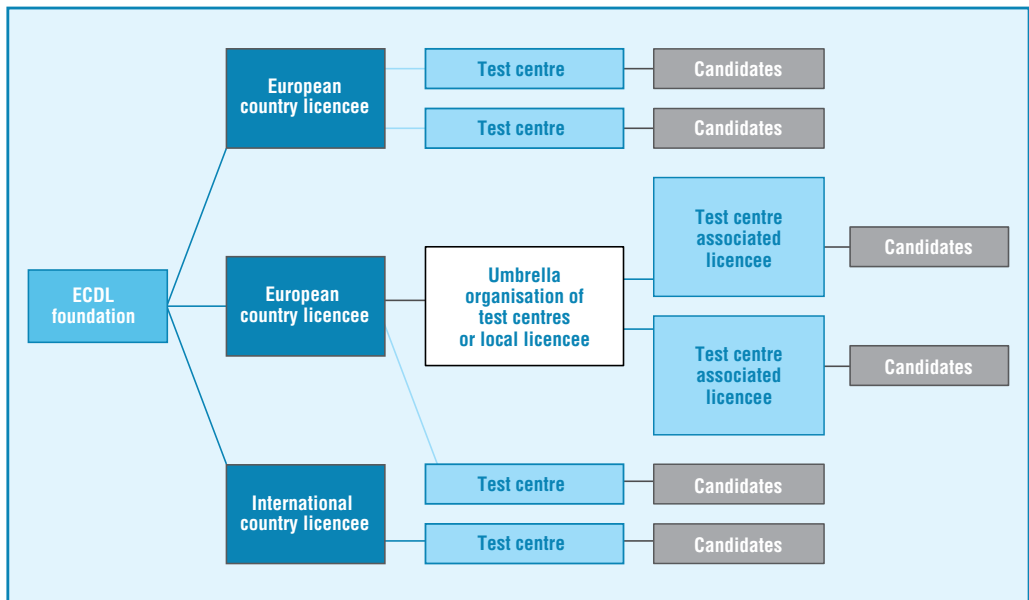 European
country licencee
Test centre
Candidates
Test centre
Candidates
ECDL
foundation
European
country licencee
Umbrella
organisation of
test centres
or local licencee
Test centre
associated
licencee
Candidates
Test centre
associated
licencee
Candidates
International
country licencee
Test centre
Candidates
Test centre
Candidates